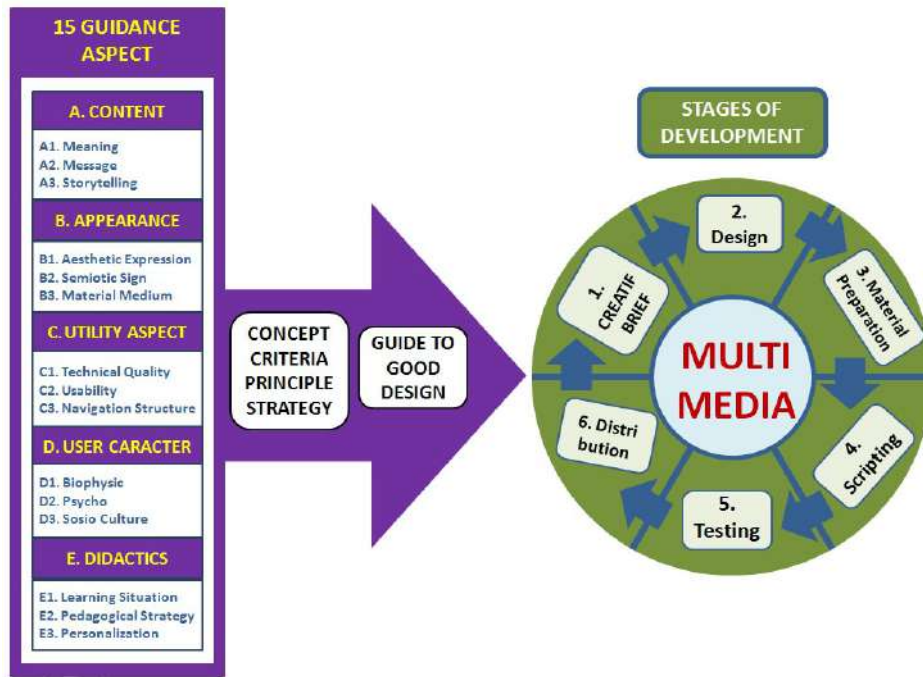 15 GUIDANCE
ASPECT
A. CONTENT
A1. Meaning
A2. Message
A3. Storytelling
B. APPEARANCE
B1. Aesthetic Expression
B2. Semiotic Sign
B3. Material Medium
C. UTILITY ASPECT
C1. Technical Quality
C2. Usability
C3. Navigation Structure
D. USER CARACTER
D1. Biophysic
D2. Psycho
D3. Sosio Culture
E. DIDACTICS
E1. Learning Situation
E2. Pedagogical Strategy
E3. Personalization
CONCEPT
CRITERIA
PRINCIPLE
STRATEGY
GUIDE TO
GOOD
DESIGN
STAGES OF
DEVELOPMENT
1.
CREATIF
BRIEF
2.
Design
3. Material
Preparation
4.
Scripting
5.
Testing
6. Distri
bution
MULTI
MEDIA